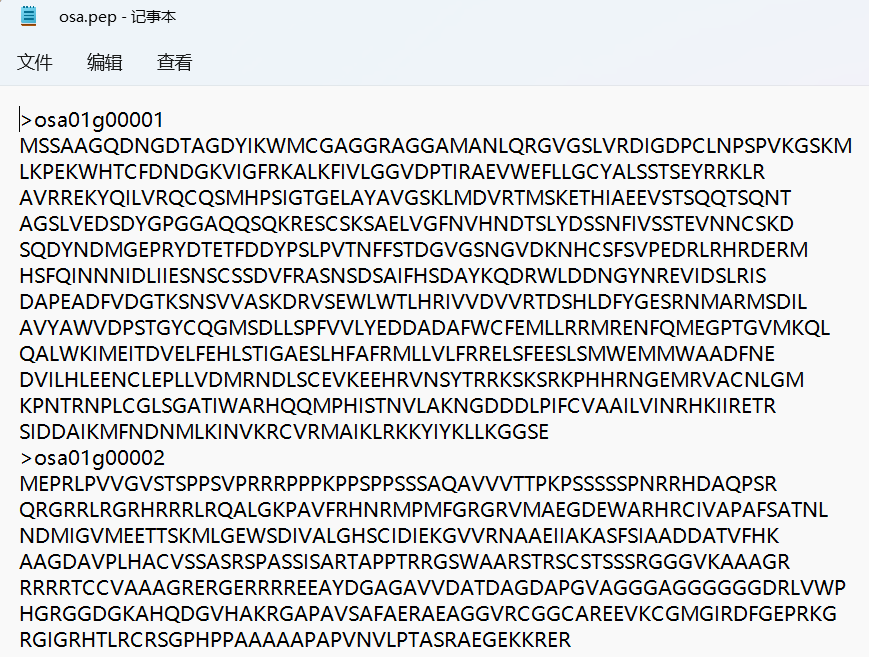 osa.pep - 记事本
文件 编辑 查看
>osa01g00001
MSSAAGQDNGDTAGDYIKWMCGAGGRAGGAMANLQRGVGSLVRDIGDPCLNPSPVKGSKM
LKPEKWHTCFDNDGKVIGFRKALKFIVLGGVDPTIRAEVWEFLLGCYALSSTSEYRRKLR
AVRREKYQILVRQCQSMHPSIGTGELAYAVGSKLMDVRTMSKETHIAEEVSTSQQTSQNT
AGSLVEDSDYGPGGAQQSQKRESCSKSAELVGFNVHNDTSLYDSSNFIVSSTEVNNCSKD
SQDYNDMGEPRYDTETFDDYPSLPVTNFFSTDGVGSNGVDKNHCSFSVPEDRLRHRDERM
HSFQINNNIDLIIESNSCSSDVFRASNSDSAIFHSDAYKQDRWLDDNGYNREVIDSLRIS
DAPEADFVDGTKSNSVVASKDRVSEWLWTLHRIVVDVVRTDSHLDFYGESRNMARMSDIL
AVYAWVDPSTGYCQGMSDLLSPFVVLYEDDADAFWCFEMLLRRMRENFQMEGPTGVMKQL
QALWKIMEITDVELFEHLSTIGAESLHFAFRMLLVLFRRELSFEESLSMWEMMWAADFNE
DVILHLEENCLEPLLVDMRNDLSCEVKEEHRVNSYTRRKSKSRKPHHRNGEMRVACNLGM
KPNTRNPLCGLSGATIWARHQQMPHISTNVLAKNGDDDLPIFCVAAILVINRHKIIRETR
SIDDAIKMFNDNMLKINVKRCVRMAIKLRKKYIYKLLKGGSE
>osa01g00002
MEPRLPVVGVSTSPPSVPRRRPPPKPPSPPSSSAQAVVVTTPKPSSSSSPNRRHDAQPSR
QRGRRLRGRHRRRLRQALGKPAVFRHNRMPMFGRGRVMAEGDEWARHRCIVAPAFSATNL
NDMIGVMEETTSKMLGEWSDIVALGHSCIDIEKGVVRNAAEIIAKASFSIAADDATVFHK
AAGDAVPLHACVSSASRSPASSISARTAPPTRRGSWAARSTRSCSTSSSRGGGVKAAAGR
RRRRTCCVAAAGRERGERRRREEAYDGAGAVVDATDAGDAPGVAGGGAGGGGGGDRLVWP
HGRGGDGKAHQDGVHAKRGAPAVSAFAERAEAGGVRCGGCAREEVKCGMGIRDFGEPRKG
RGIGRHTLRCRSGPHPPAAAAAPAPVNVLPTASRAEGEKKRER